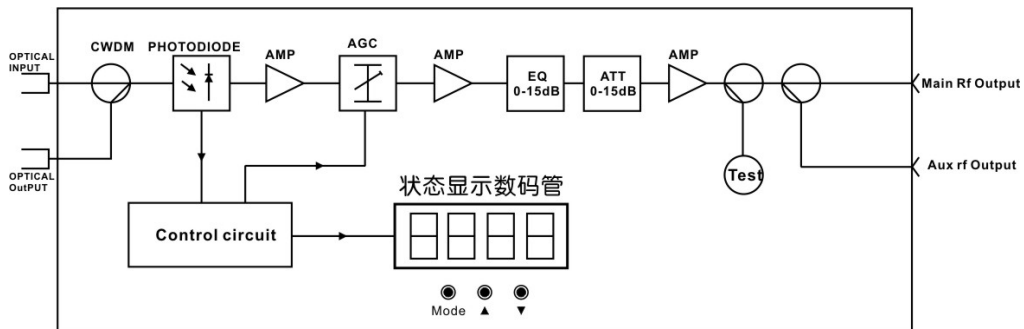 OPTICAL
INPUT
CWDM
PHOTODIODE
AMP
AGC
AMP
EQ
0-15dB
ATT
0-15dB
AMP
Main Rf Output
OPTICAL
OutPUT
Test
Aux rf Output
状态显示数码管
Control circuit
8888
Mode ▲ ▼